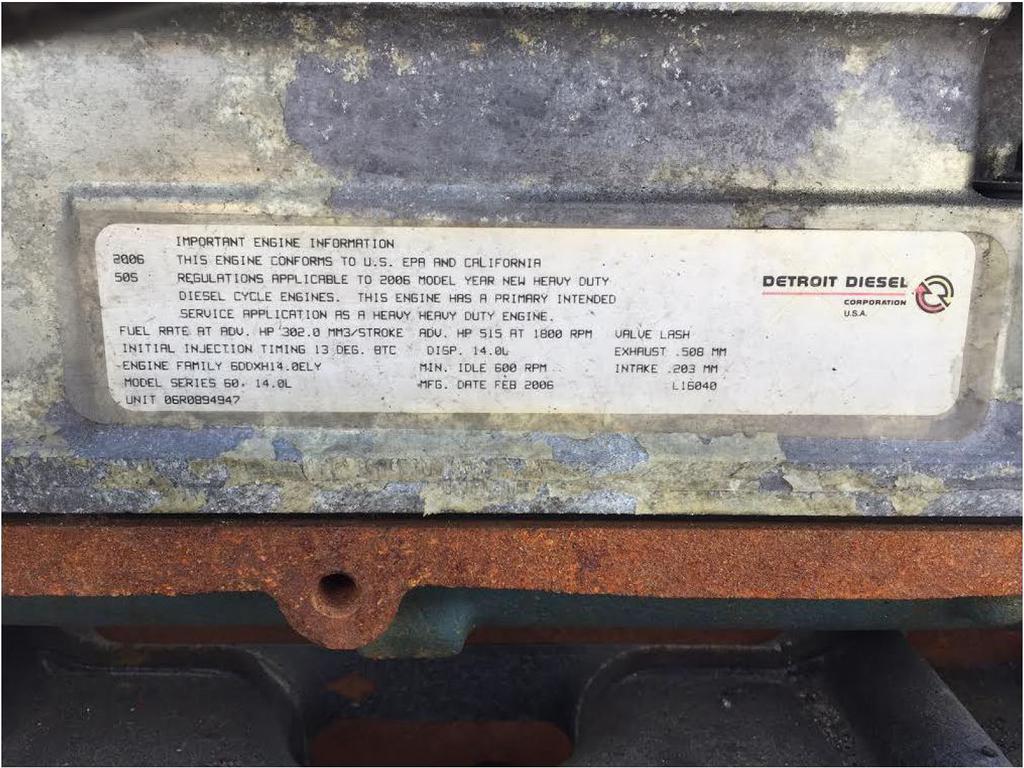 IMPORTANT ENGINE INFORMATION
2006 THIS ENGINE CONFORMS TO U.S. EPA AND CALIFORNIA
505 REGULATIONS APPLICABLE TO 2006 MODEL YEAR NEW HEAVY DUTY
DIESEL CYCLE ENGINES. THIS ENGINE HAS A PRIMARY INTENDED
SERVICE APPLICATION AS A HEAVY HEAVY DUTY ENGINE.
FUEL RATE AT ADV. HP 302.0 MM3/STROKE ADV. HP 515 AT 1800 RPM VALVE LASH
INITIAL INJECTION TIMING 13 DEG. BTC DISP. 14.0L EXHAUST .508 MM
ENGINE FAMILY 6DDXH14.0ELY MIN. IDLE 600 RPM INTAKE .203 MM
MODEL SERIES 60, 14.0L MFG. DATE FEB 2006 L16040
UNIT 06R0894947
DETROIT DIESEL
CORPORATION
U.S.A.